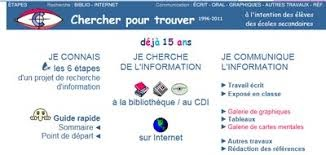 ÉTAPES Recherche : BIBLIO - INTERNET Communication : ÉCRIT - ORAL - GRAPHIQUES - AUTRES TRAVAUX - RÉF
Chercher pour trouver 1996-2011
à l'intention des élèves
des écoles secondaires
déjà 15 ans
JE CONNAIS
les 6 étapes
d'un projet de recherche
d'information
Guide rapide
Sommaire
Point de départ
JE CHERCHE
DE L'INFORMATION
à la bibliothèque / au CDI
sur Internet
JE COMMUNIQUE
L'INFORMATION
Travail écrit
Exposé en classe
Galerie de graphiques
Tableaux
Galerie de cartes mentales
Autres travaux
Rédaction des références